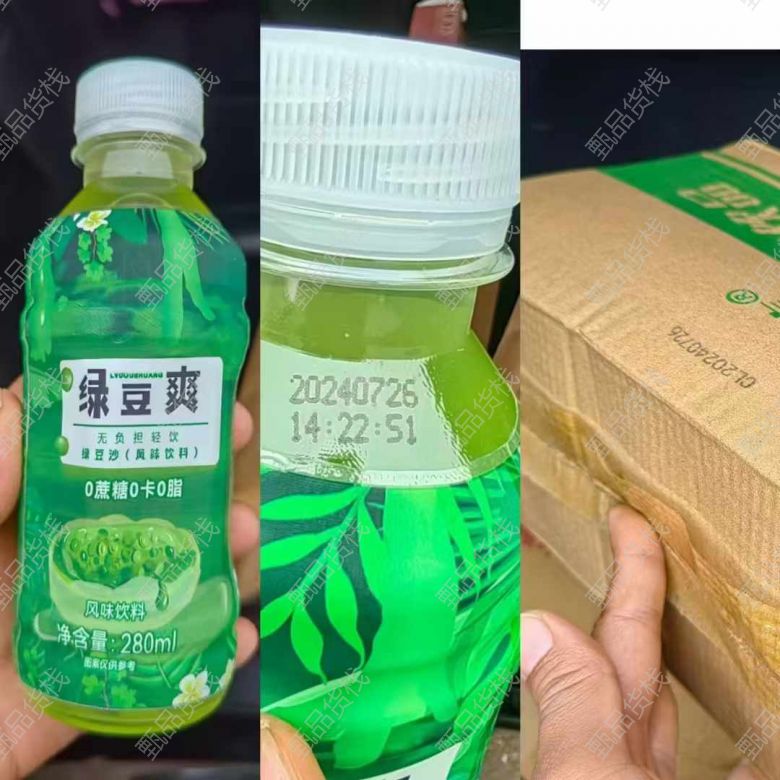 LVDOUSHUANG
绿豆爽
无负担轻饮
绿豆沙（风味饮料）
0蔗糖0卡0脂
风味饮料
净含量：280ml
图案仅供参考
20240726
14:22:51
CL20240726
甄品货栈